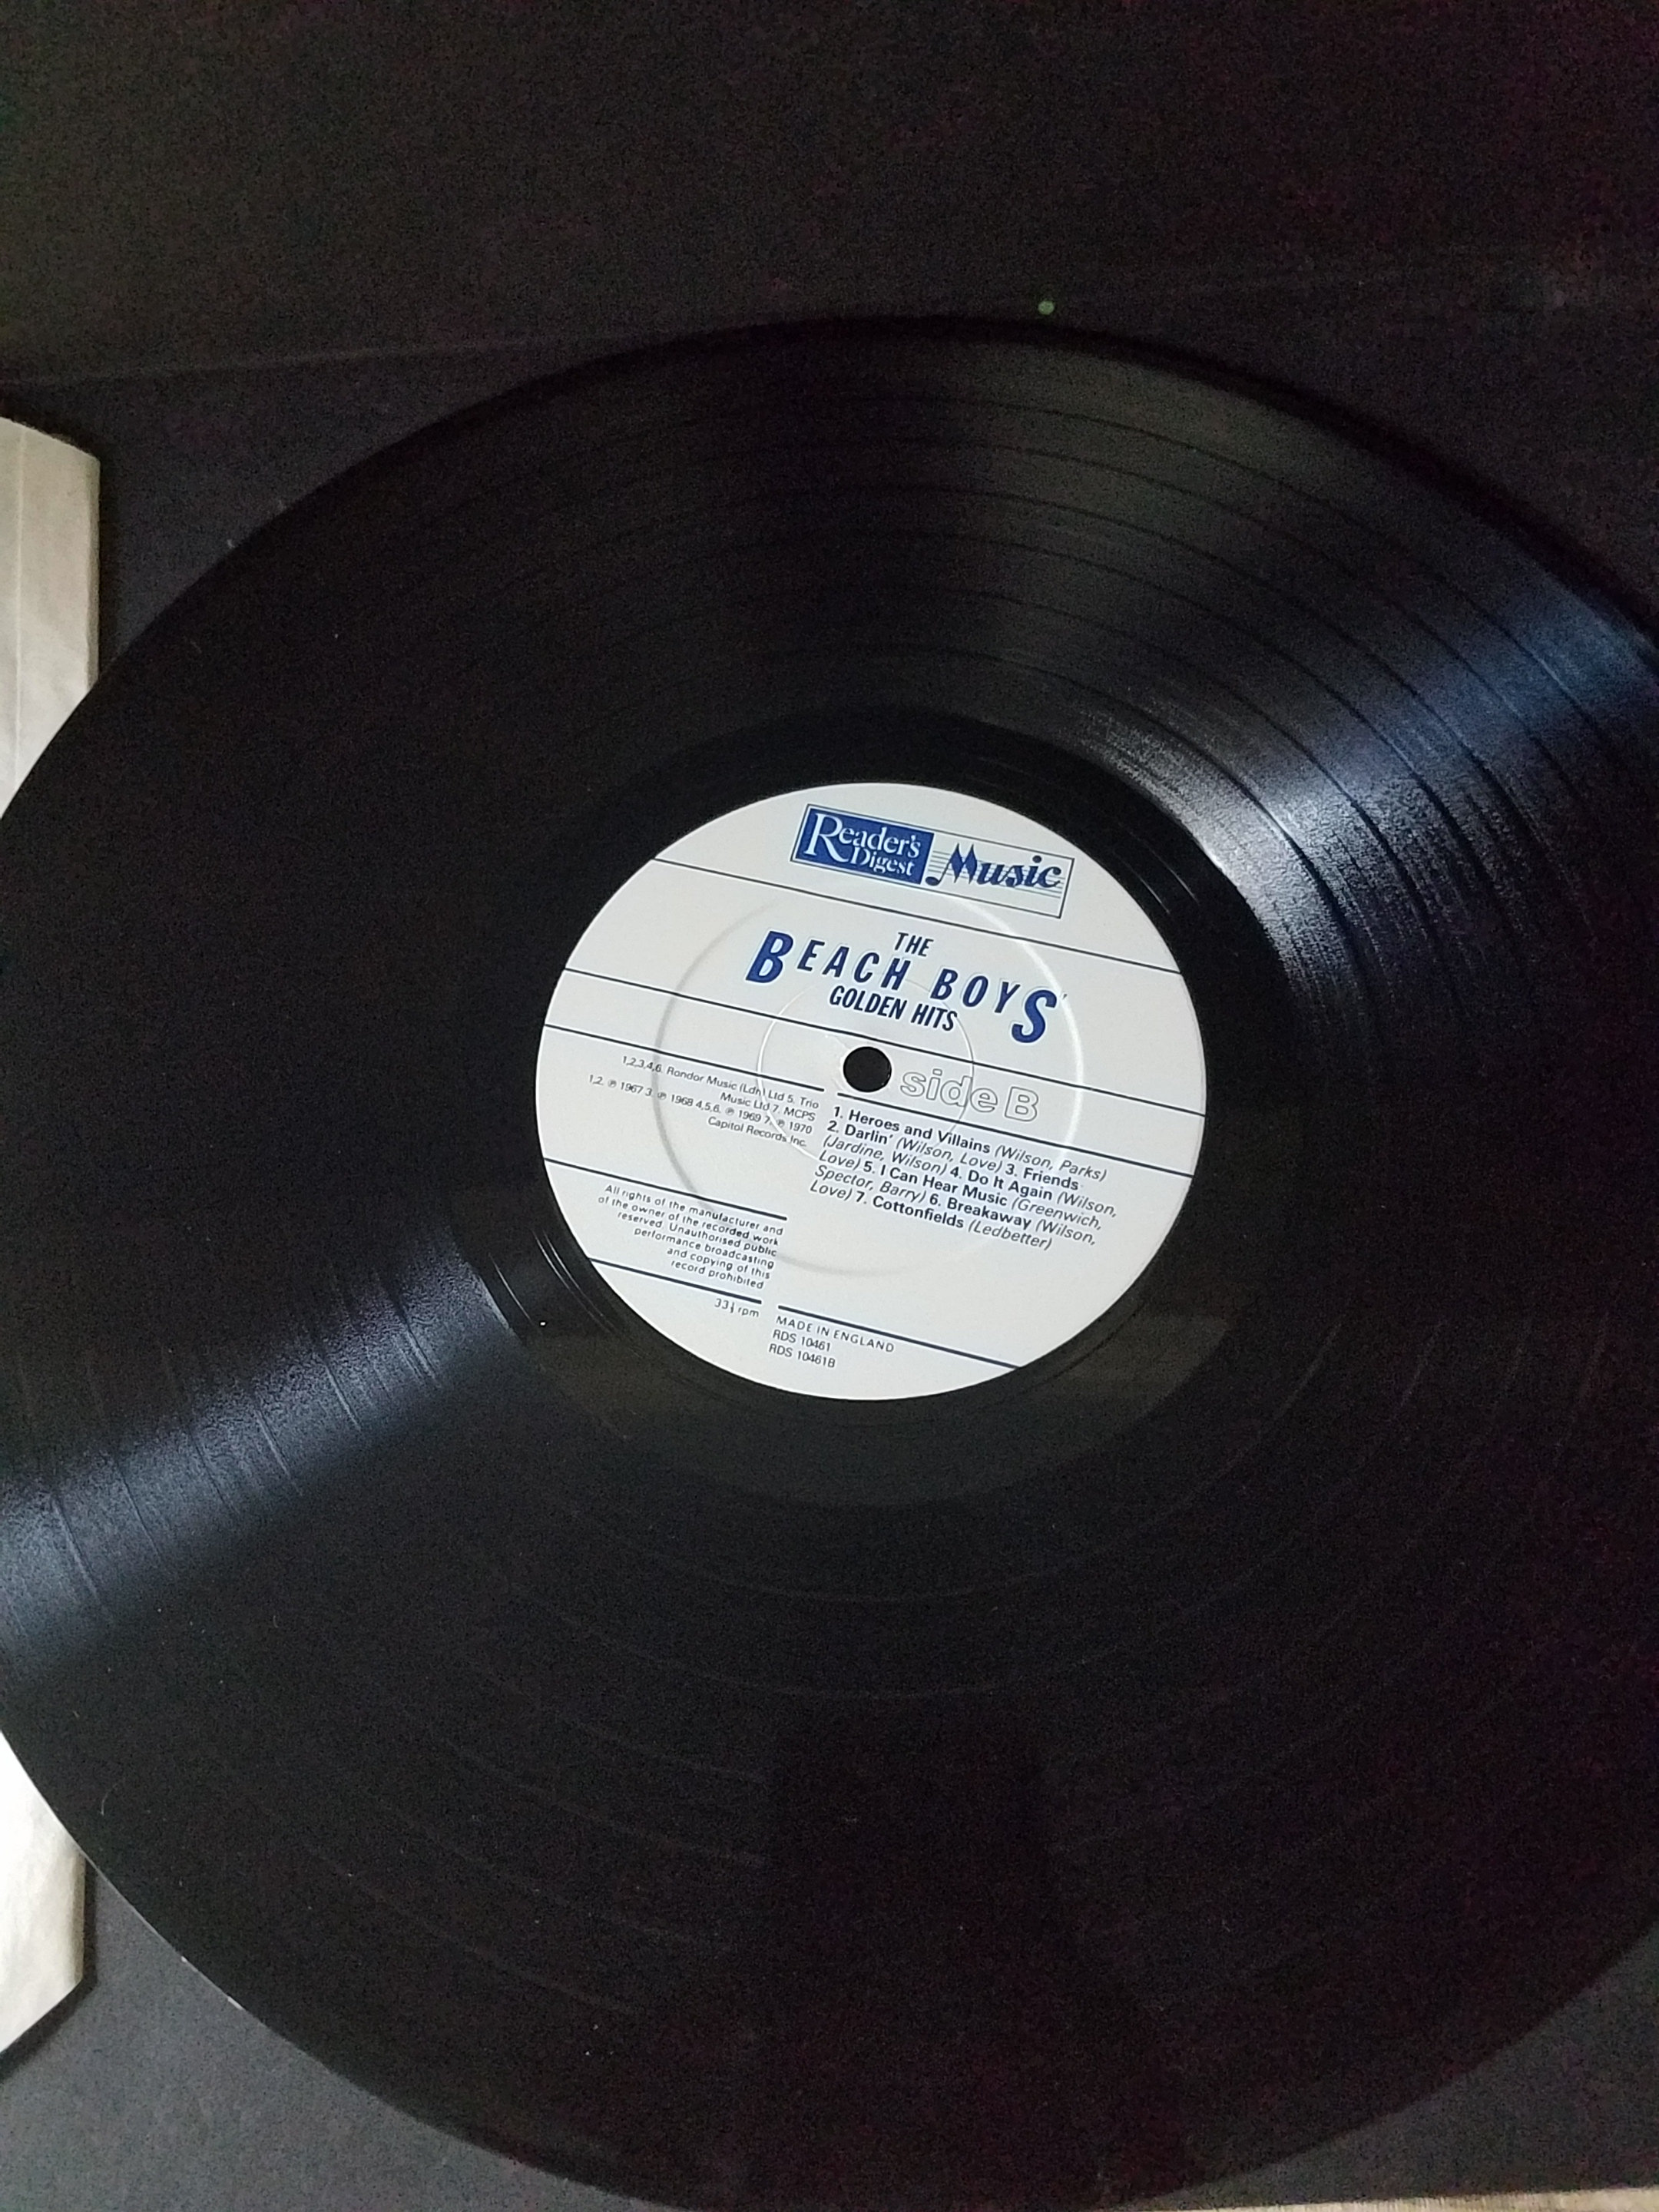 Reader's
Digest
Music
THE
BEACH BOYS'
GOLDEN HITS
side B
1,2,3,4,6. Rondor Music (Ldn) Ltd 5. Trio
Music Ltd 7. MCPS
1,2. ℗ 1967 3. ℗ 1968 4,5,6. ℗ 1969 7. ℗ 1970
Capitol Records Inc.
1. Heroes and Villains (Wilson, Parks)
2. Darlin' (Wilson, Love) 3. Friends
(Jardine, Wilson) 4. Do It Again (Wilson,
Love) 5. I Can Hear Music (Greenwich,
Spector, Barry) 6. Breakaway (Wilson,
Love) 7. Cottonfields (Ledbetter)
All rights of the manufacturer and
of the owner of the recorded work
reserved. Unauthorised public
performance broadcasting
and copying of this
record prohibited
33⅓ rpm
MADE IN ENGLAND
RDS 10461
RDS 10461B